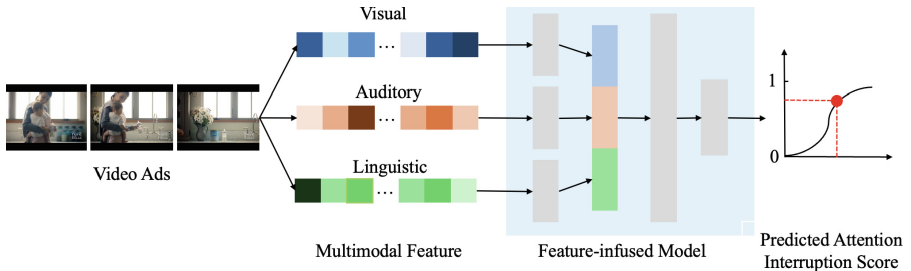 Visual
Auditory
Linguistic
...
...
...
Video Ads
Multimodal Feature
Feature-infused Model
1
0
Predicted Attention
Interruption Score